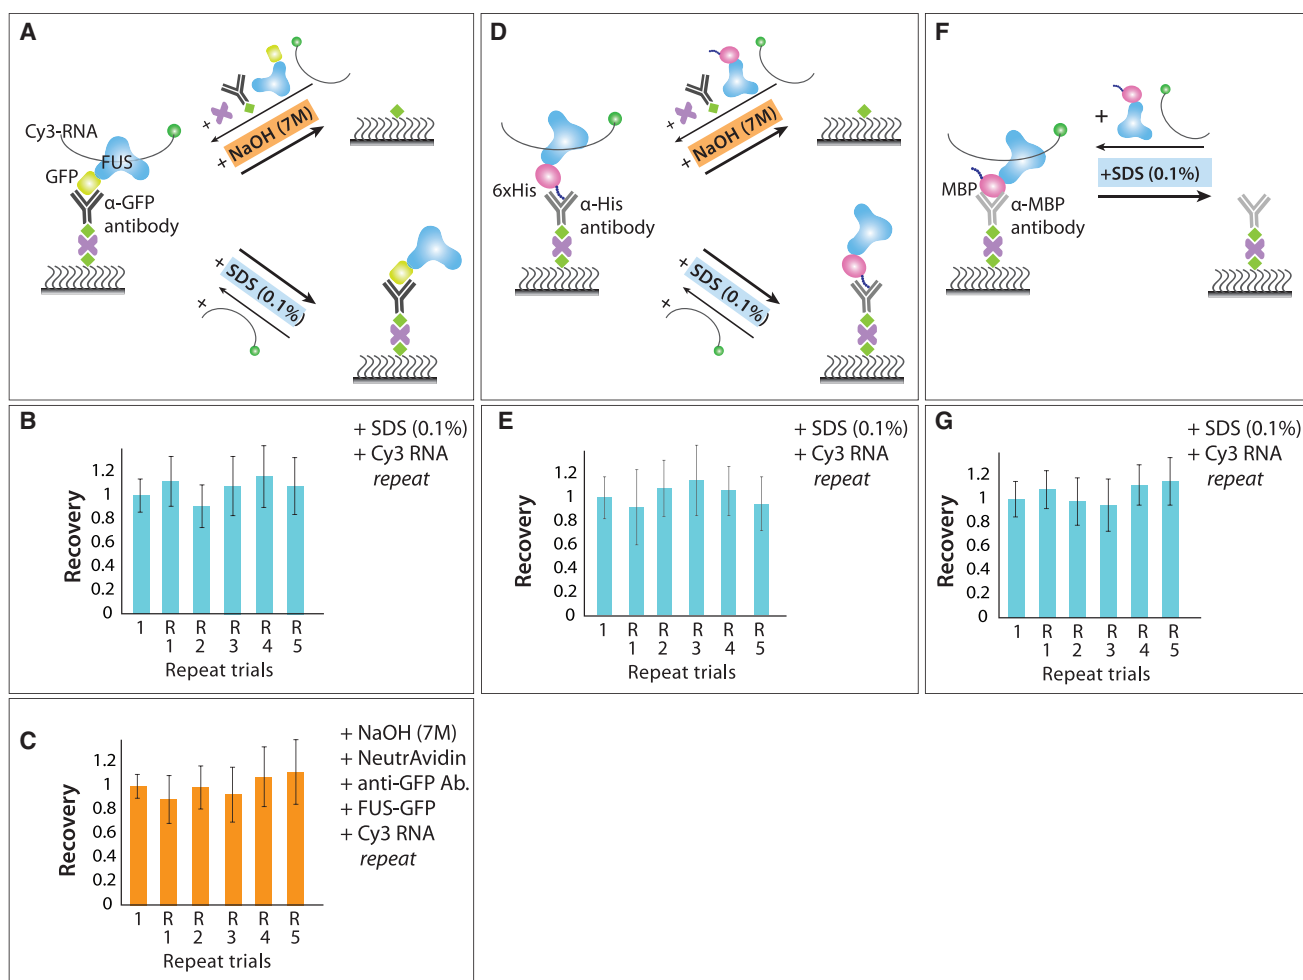 A
Cy3-RNA
FUS
GFP
α-GFP
antibody
+
+
NaOH (7M)
+
SDS (0.1%)
+
D
6xHis
α-His
antibody
+
+
NaOH (7M)
+
SDS (0.1%)
+
F
MBP
α-MBP
antibody
+
+SDS (0.1%)
B
+ SDS (0.1%)
+ Cy3 RNA
repeat
Recovery
1.2
1
0.8
0.6
0.4
0.2
0
1 R R R R R
1 2 3 4 5
Repeat trials
E
+ SDS (0.1%)
+ Cy3 RNA
repeat
Recovery
1.2
1
0.8
0.6
0.4
0.2
0
1 R R R R R
1 2 3 4 5
Repeat trials
G
+ SDS (0.1%)
+ Cy3 RNA
repeat
Recovery
1.2
1
0.8
0.6
0.4
0.2
0
1 R R R R R
1 2 3 4 5
Repeat trials
C
+ NaOH (7M)
+ NeutrAvidin
+ anti-GFP Ab.
+ FUS-GFP
+ Cy3 RNA
repeat
Recovery
1.2
1
0.8
0.6
0.4
0.2
0
1 R R R R R
1 2 3 4 5
Repeat trials